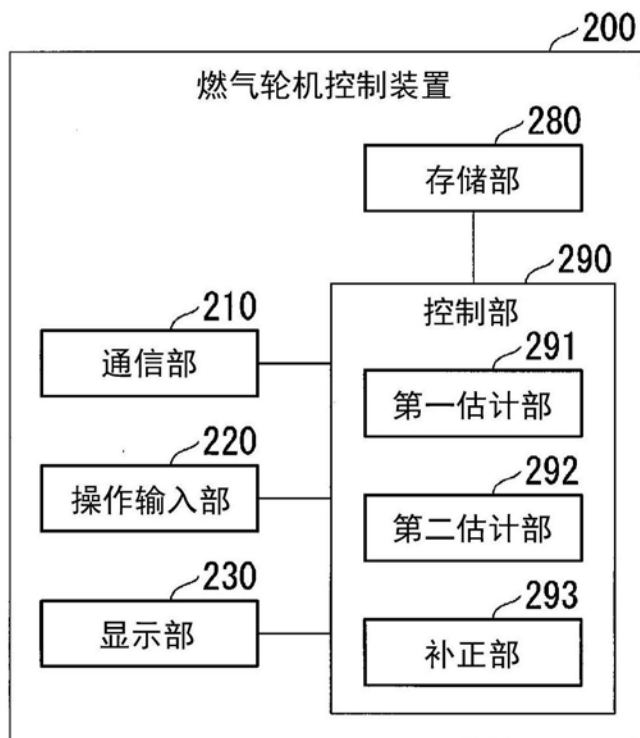 200
燃气轮机控制装置
280
存储部
290
控制部
210
通信部
291
第一估计部
220
操作输入部
292
第二估计部
230
显示部
293
补正部